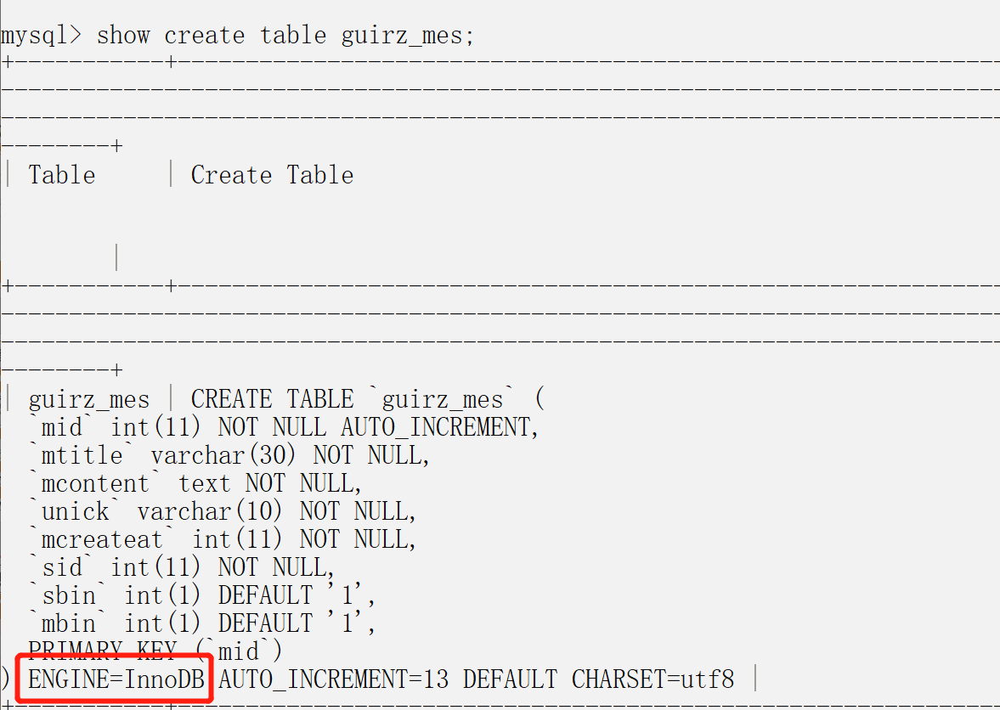 mysql> show create table guirz_mes;
+-----------+-------------------------------------------------------------
--------------------------------------------------------------------------
--------------------------------------------------------------------------
--------+
| Table     | Create Table
|
+-----------+-------------------------------------------------------------
--------------------------------------------------------------------------
--------------------------------------------------------------------------
--------+
| guirz_mes | CREATE TABLE `guirz_mes` (
`mid` int(11) NOT NULL AUTO_INCREMENT,
`mtitle` varchar(30) NOT NULL,
`mcontent` text NOT NULL,
`unick` varchar(10) NOT NULL,
`mcreateat` int(11) NOT NULL,
`sid` int(11) NOT NULL,
`sbin` int(1) DEFAULT '1',
`mbin` int(1) DEFAULT '1',
PRIMARY KEY (`mid`)
) ENGINE=InnoDB AUTO_INCREMENT=13 DEFAULT CHARSET=utf8 |
+-----------+-------------------------------------------------------------